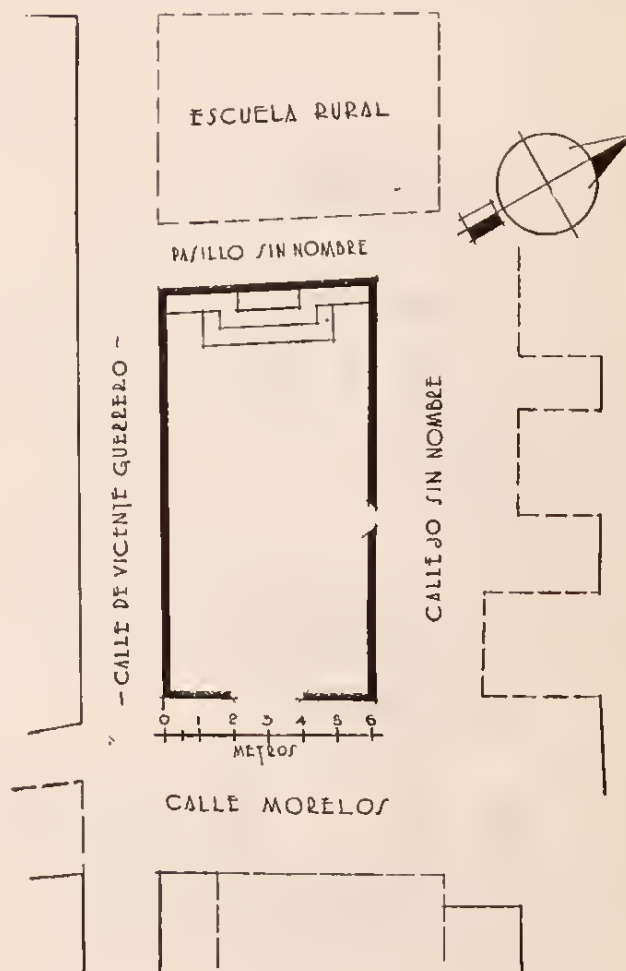 ESCUELA RURAL
PASILLO SIN NOMBRE
- CALLE DE VICENTE GUERRERO -
CALLEJO SIN NOMBRE
0 1 2 3 4 5 6
METROS
CALLE MORELOS